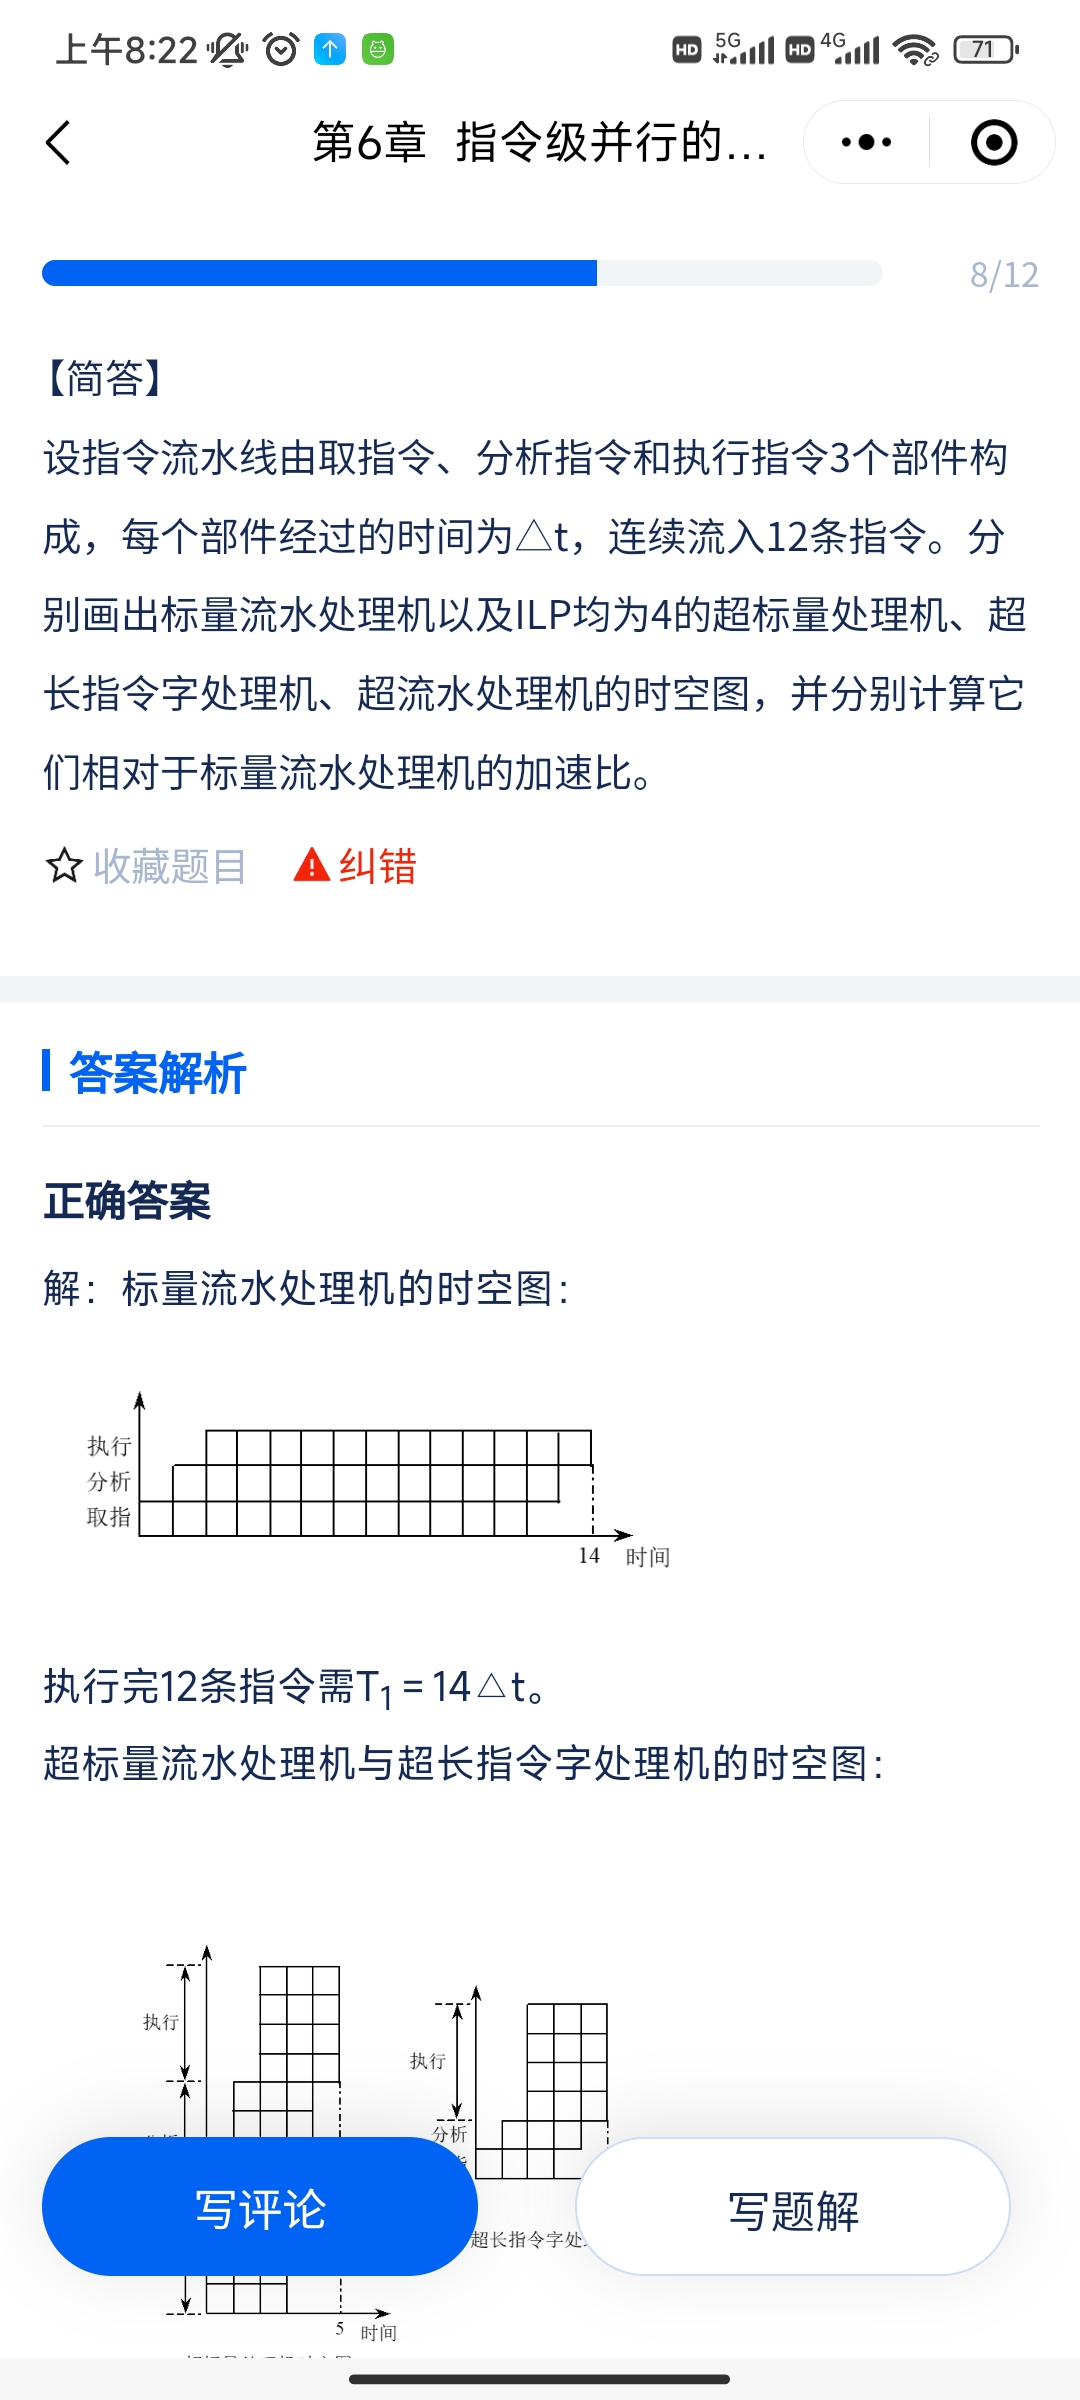 上午8:22
HD 5G HD 4G 71
第6章 指令级并行的...
8/12
【简答】
设指令流水线由取指令、分析指令和执行指令3个部件构
成，每个部件经过的时间为△t，连续流入12条指令。分
别画出标量流水处理机以及ILP均为4的超标量处理机、超
长指令字处理机、超流水处理机的时空图，并分别计算它
们相对于标量流水处理机的加速比。
收藏题目 纠错
答案解析
正确答案
解：标量流水处理机的时空图：
执行
分析
取指
14 时间
执行完12条指令需T1 = 14△t。
超标量流水处理机与超长指令字处理机的时空图：
执行
执行
分析
写评论
写题解
超长指令字处
5 时间